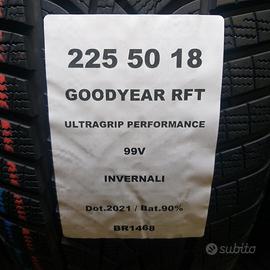 225 50 18
GOODYEAR RFT
ULTRAGRIP PERFORMANCE
99V
INVERNALI
Dot.2021 / Bat.90%
BR1468
subito